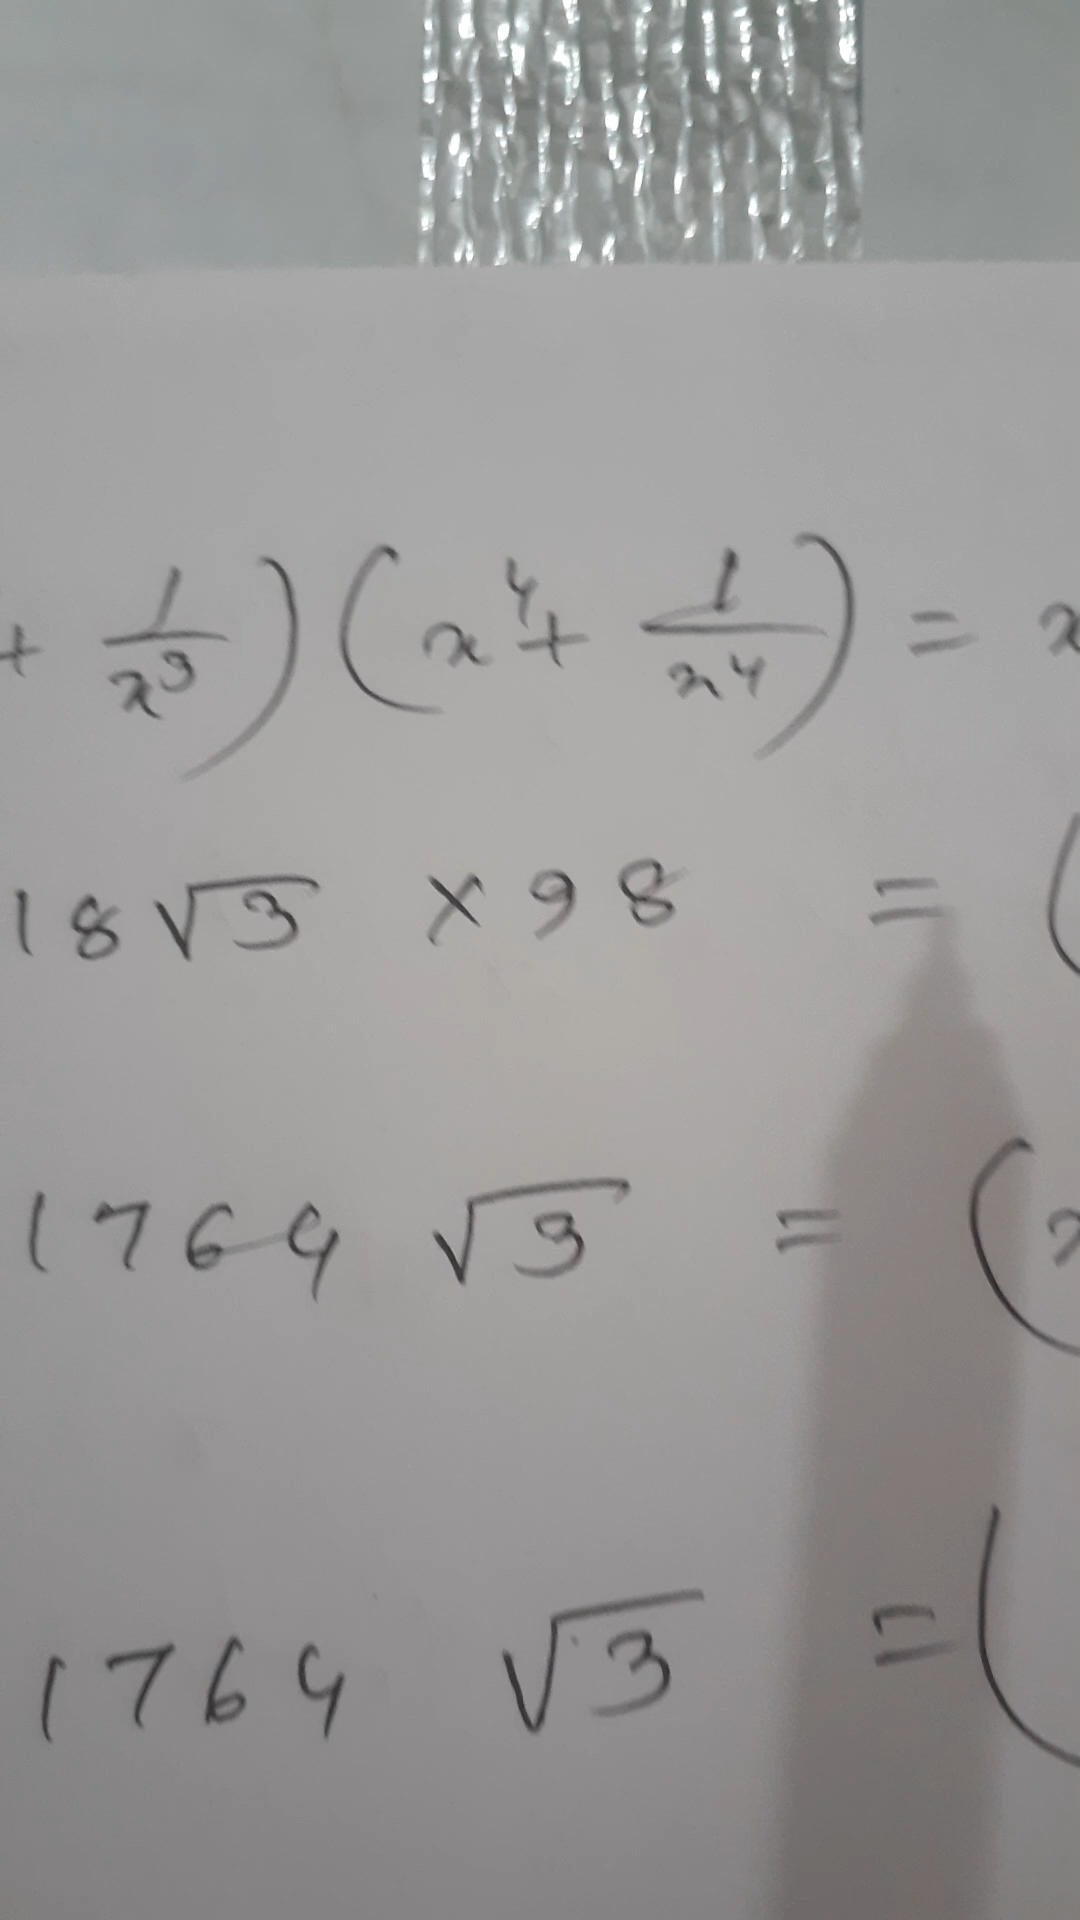 + 1/x³) (x⁴ + 1/x⁴) = x
18√3 × 98 = (
1764 √3 = (x
1764 √3 = (